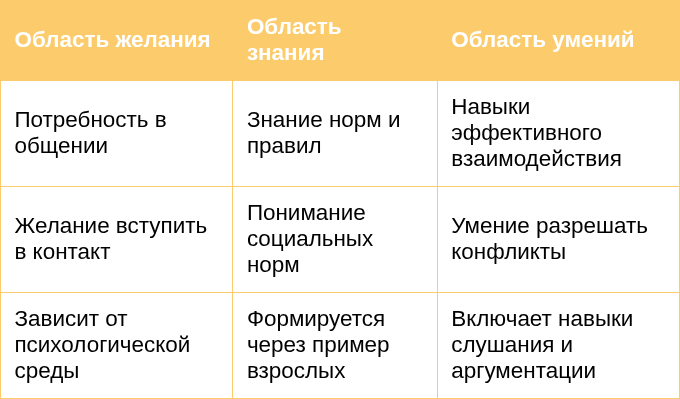 Область желания
Область
знания
Область умений
Потребность в
общении
Знание норм и
правил
Навыки
эффективного
взаимодействия
Желание вступить
в контакт
Понимание
социальных
норм
Умение разрешать
конфликты
Зависит от
психологической
среды
Формируется
через пример
взрослых
Включает навыки
слушания и
аргументации